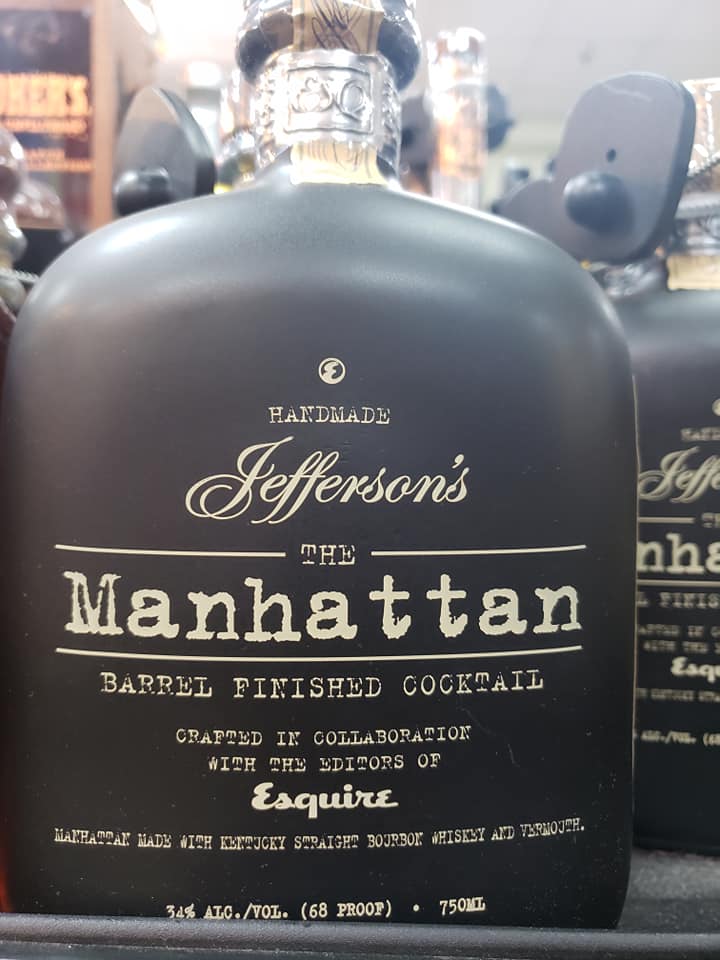 HANDMADE
Jefferson's
THE
Manhattan
BARREL FINISHED COCKTAIL
CRAFTED IN COLLABORATION
WITH THE EDITORS OF
Esquire
MANHATTAN MADE WITH KENTUCKY STRAIGHT BOURBON WHISKEY AND VERMOUTH.
34% ALC./VOL. (68 PROOF) • 750ML